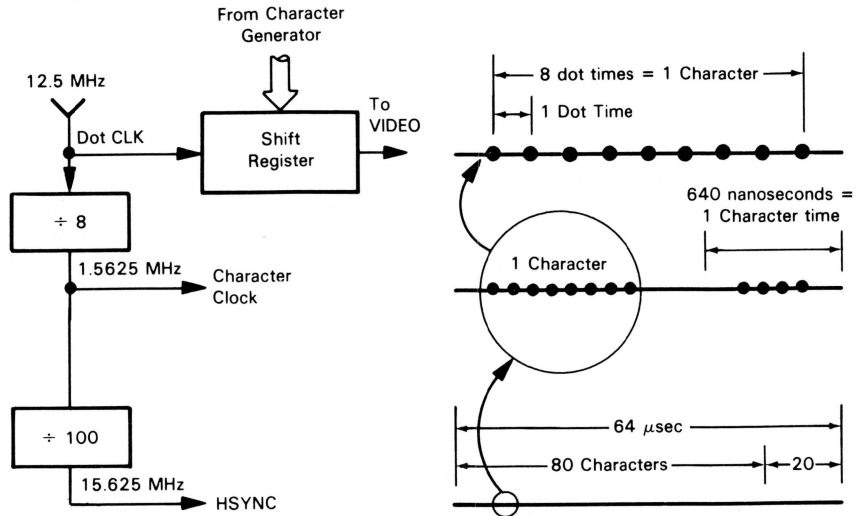 From Character
Generator
12.5 MHz
Dot CLK
Shift
Register
To
VIDEO
÷ 8
1.5625 MHz
Character
Clock
÷ 100
15.625 MHz
HSYNC
8 dot times = 1 Character
1 Dot Time
640 nanoseconds =
1 Character time
1 Character
64 μsec
80 Characters
20